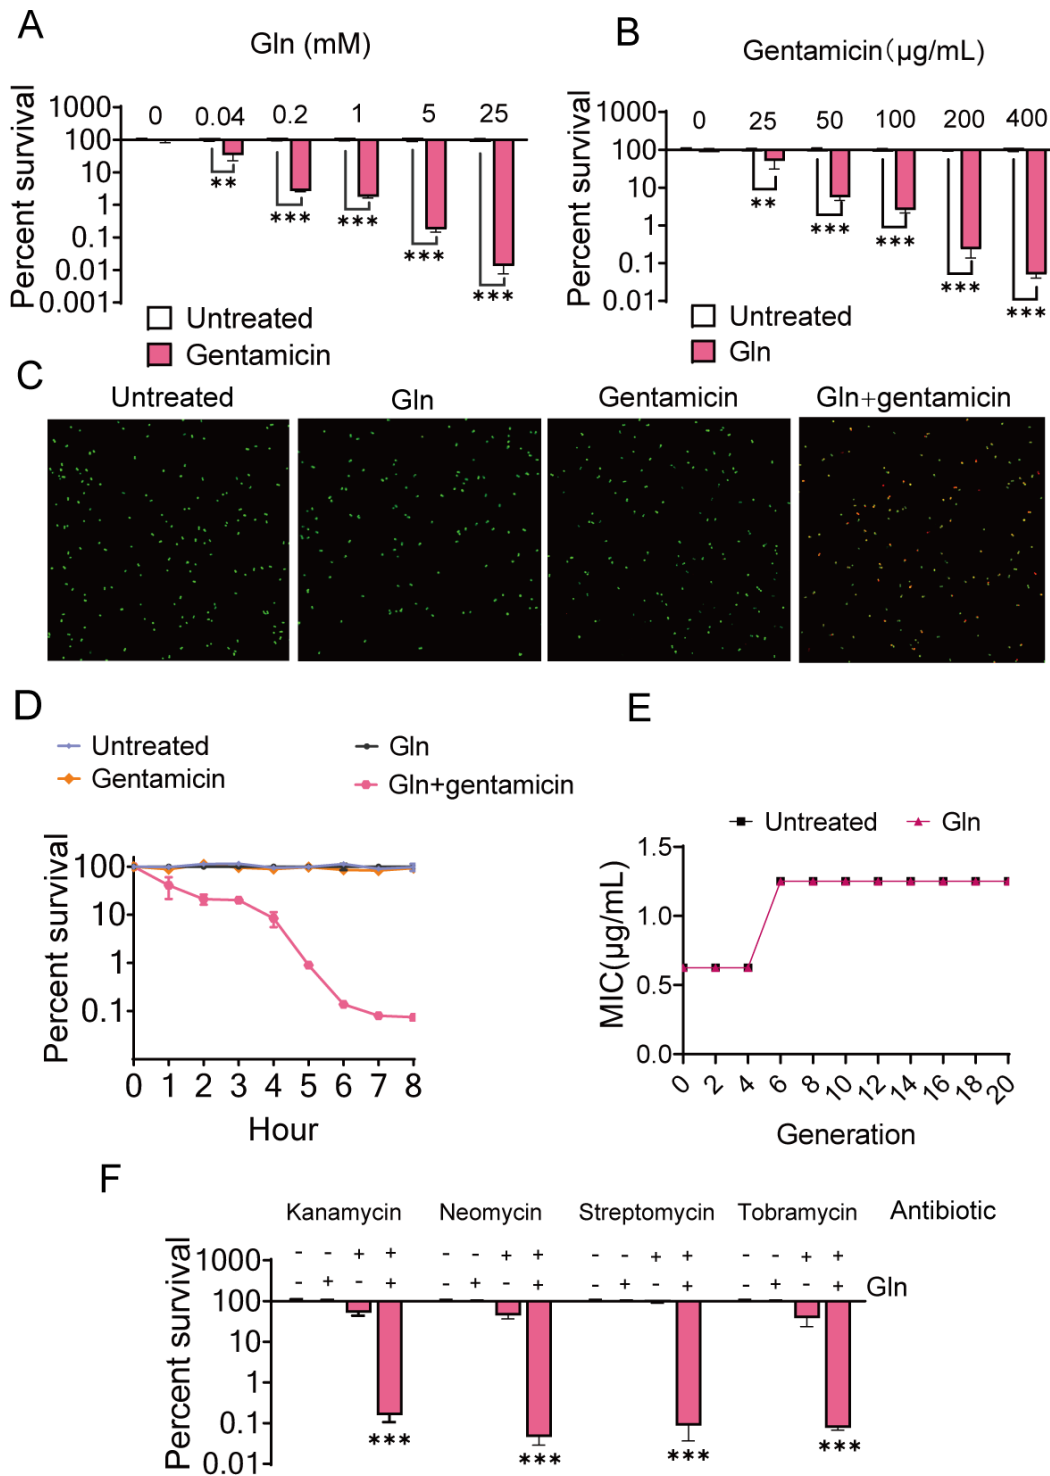 A
Gln (mM)
Percent survival
1000
100
10
1
0.1
0.01
0.001
0 0.04 0.2 1 5 25
** *** *** *** ***
Untreated
Gentamicin
B
Gentamicin(µg/mL)
Percent survival
1000
100
10
1
0.1
0.01
0 25 50 100 200 400
** *** *** *** ***
Untreated
Gln
C
Untreated Gln Gentamicin Gln+gentamicin
D
Untreated Gln
Gentamicin Gln+gentamicin
Percent survival
100
10
1
0.1
0 1 2 3 4 5 6 7 8
Hour
E
Untreated Gln
MIC(µg/mL)
1.5
1.0
0.5
0.0
0 2 4 6 8 10 12 14 16 18 20
Generation
F
Kanamycin Neomycin Streptomycin Tobramycin Antibiotic
- - + + - - + + - - + + - - + +
- + - + - + - + - + - + - + - + Gln
Percent survival
1000
100
10
1
0.1
0.01
*** *** *** ***